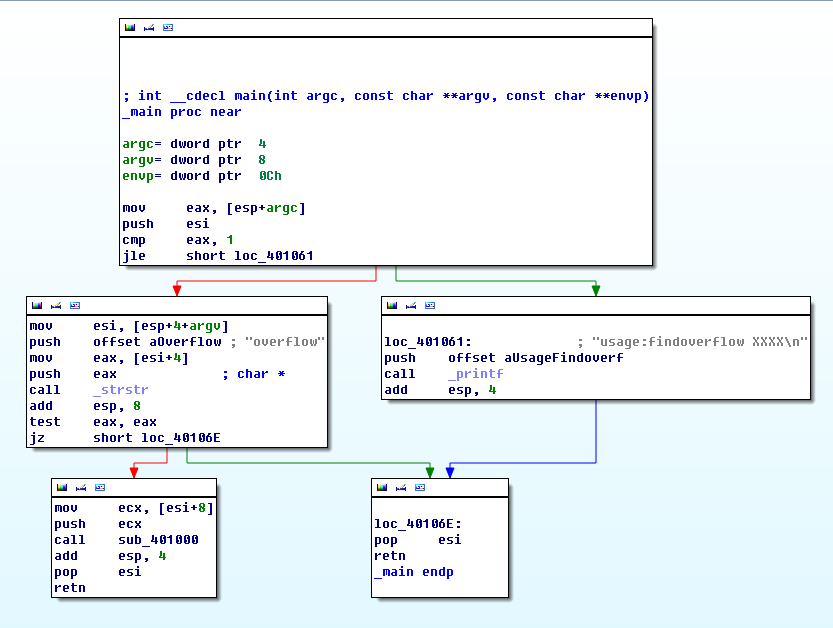 ; int __cdecl main(int argc, const char **argv, const char **envp)
_main proc near
argc= dword ptr  4
argv= dword ptr  8
envp= dword ptr  0Ch
mov     eax, [esp+argc]
push    esi
cmp     eax, 1
jle     short loc_401061
mov     esi, [esp+4+argv]
push    offset aOverflow ; "overflow"
mov     eax, [esi+4]
push    eax             ; char *
call    _strstr
add     esp, 8
test    eax, eax
jz      short loc_40106E
loc_401061:             ; "usage:findoverflow XXXX\n"
push    offset aUsageFindoverf
call    _printf
add     esp, 4
mov     ecx, [esi+8]
push    ecx
call    sub_401000
add     esp, 4
pop     esi
retn
loc_40106E:
pop     esi
retn
_main endp